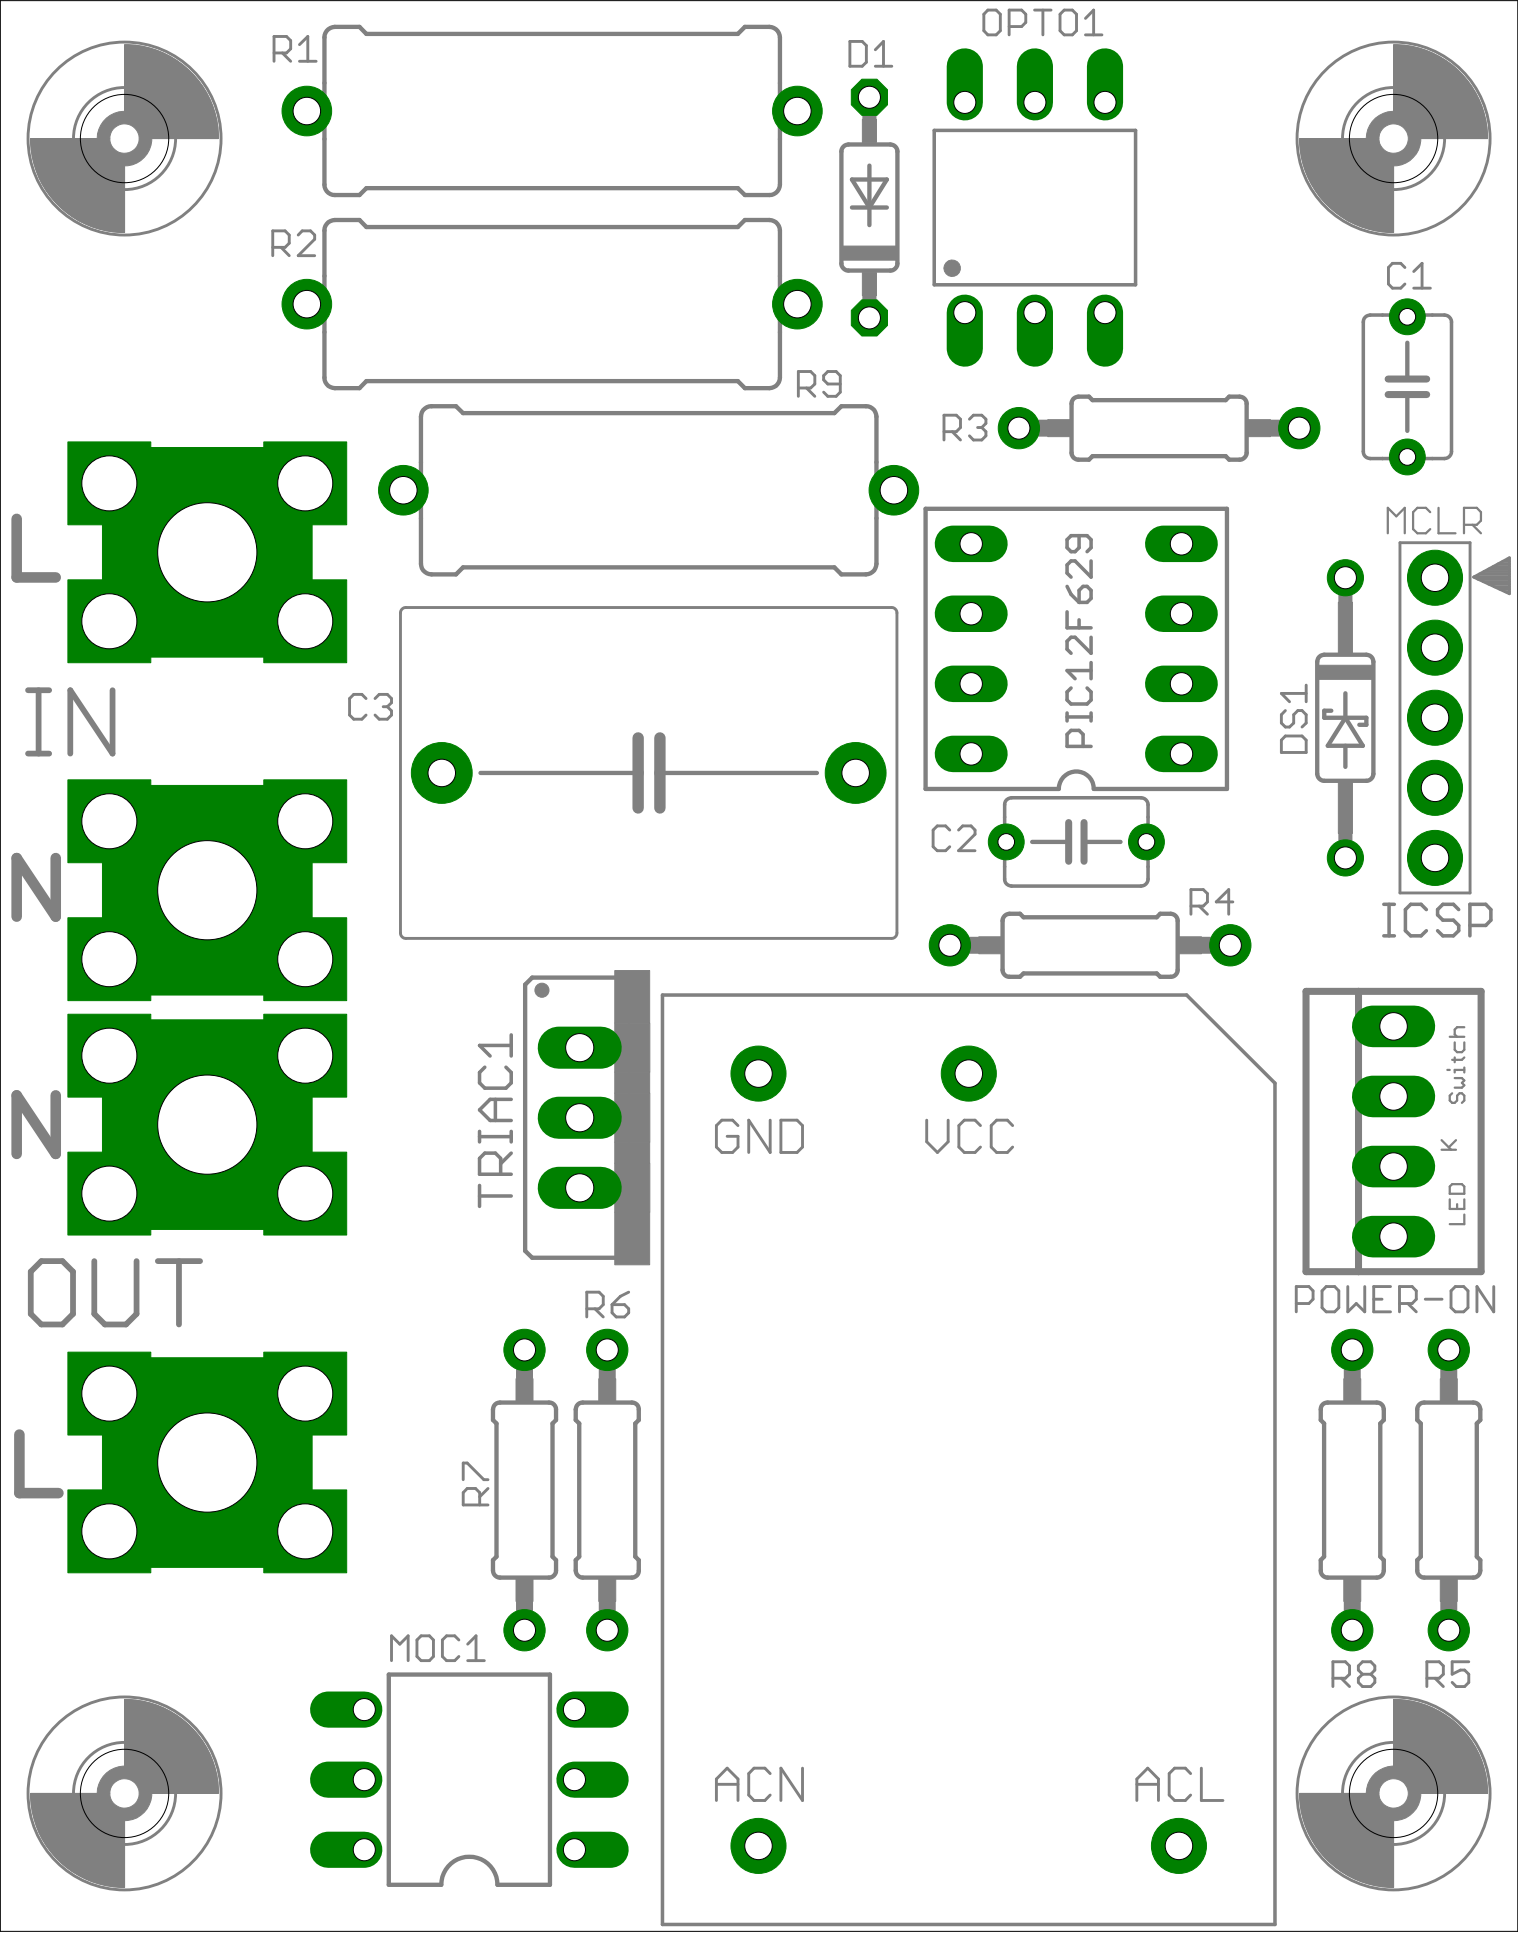 OPTO1
R1
D1
R2
C1
R9
R3
MCLR
L
PIC12F629
IN
C3
DS1
C2
N
R4
ICSP
TRIAC1
Switch
N
GND
VCC
K
LED
OUT
POWER-ON
R6
L
R7
MOC1
R8
R5
ACN
ACL